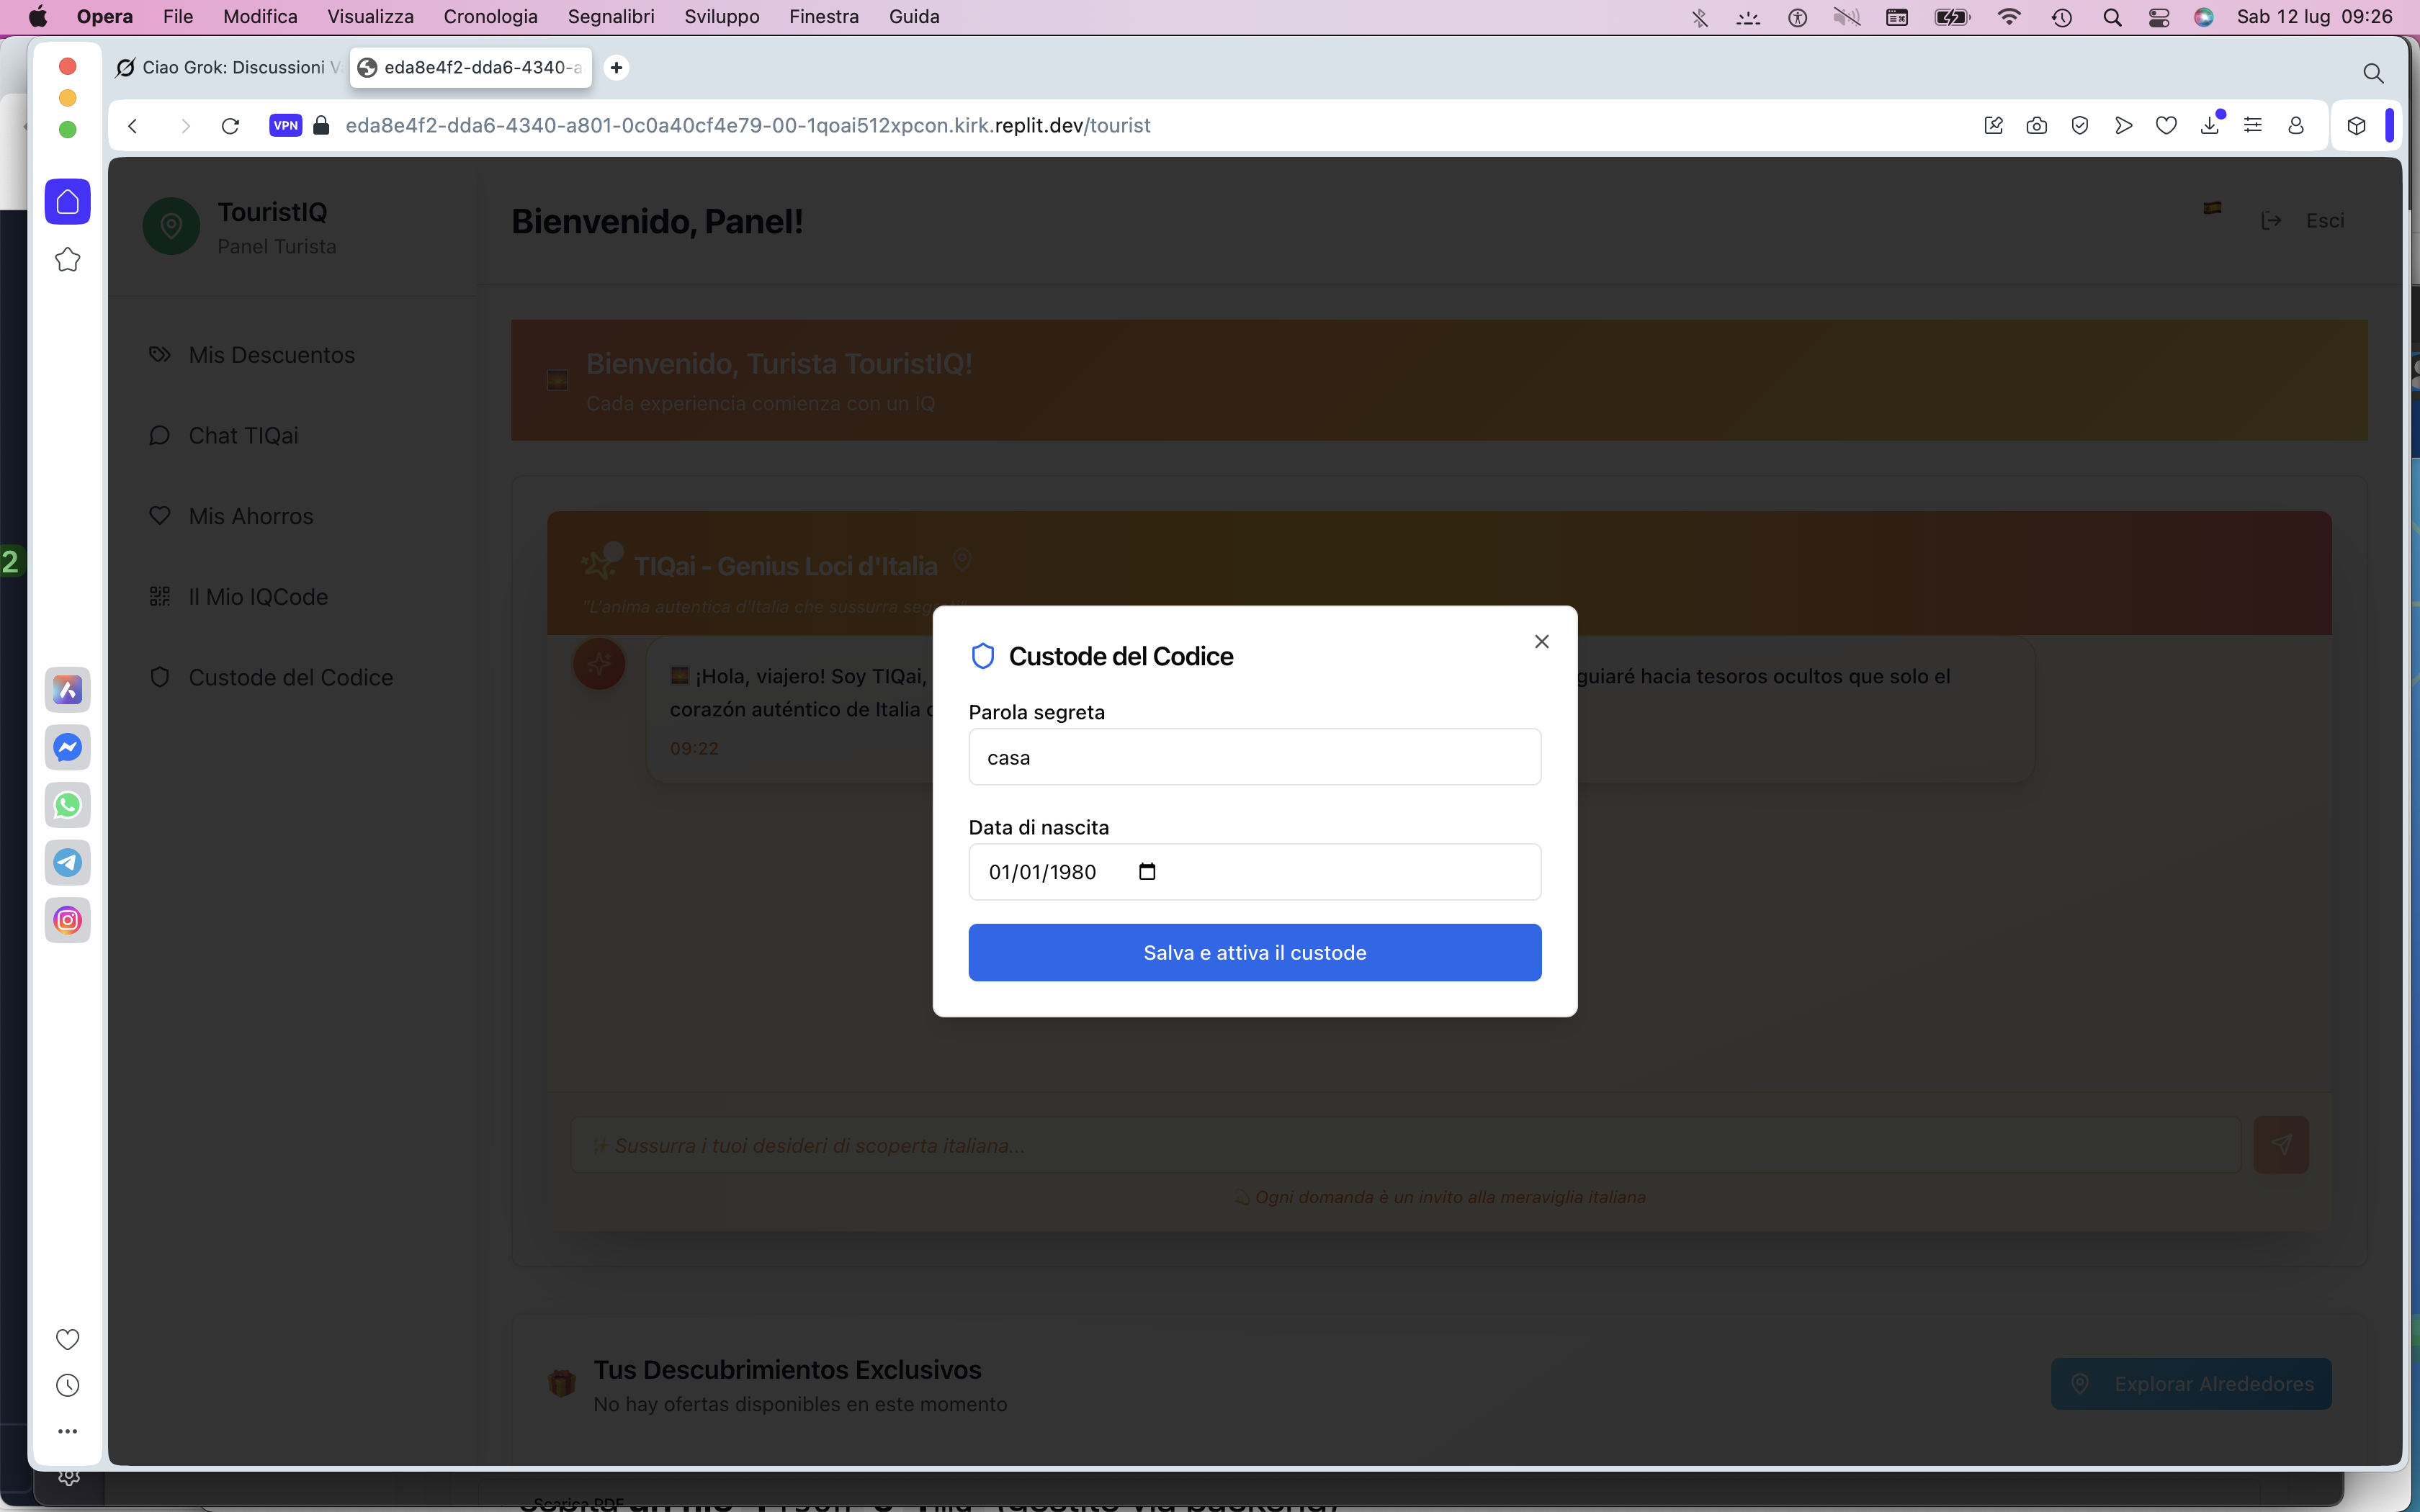 Opera File Modifica Visualizza Cronologia Segnalibri Sviluppo Finestra Guida Sab 12 lug 09:26
Ciao Grok: Discussioni V
eda8e4f2-dda6-4340-a
VPN eda8e4f2-dda6-4340-a801-0c0a40cf4e79-00-1qoai512xpcon.kirk.replit.dev/tourist
TouristIQ
Panel Turista
Bienvenido, Panel!
Esci
Mis Descuentos
Chat TIQai
Mis Ahorros
Il Mio IQCode
Custode del Codice
Bienvenido, Turista TouristIQ!
Cada experiencia comienza con un IQ
TIQai - Genius Loci d'Italia
"L'anima autentica d'Italia che sussurra
¡Hola, viajero! Soy TIQai,
guiaré hacia tesoros ocultos que solo el
corazón auténtico de Italia
09:22
Custode del Codice
Parola segreta
casa
Data di nascita
01/01/1980
Salva e attiva il custode
Sussurra i tuoi desideri di scoperta italiana...
Ogni domanda è un invito alla meraviglia italiana
Tus Descubrimientos Exclusivos
No hay ofertas disponibles en este momento
Explorar Alrededores
2